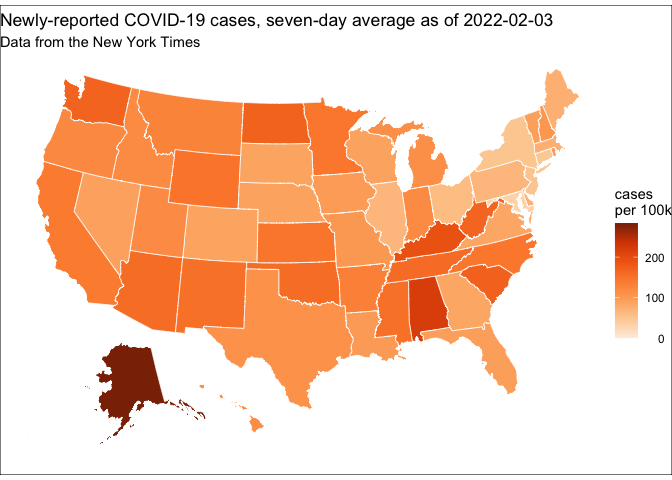 Newly-reported COVID-19 cases, seven-day average as of 2022-02-03
Data from the New York Times
cases
per 100k
200
100
0